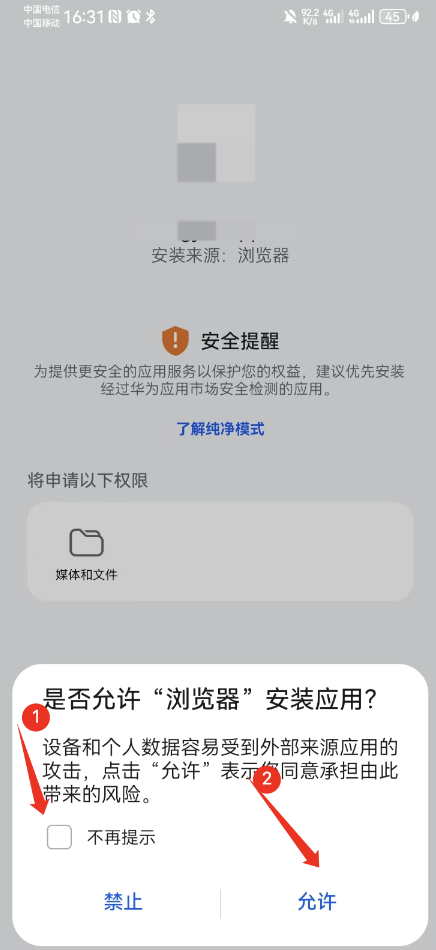 中国电信
中国移动
16:31
92.2
K/s
4G
4G
45
安装来源：浏览器
安全提醒
为提供更安全的应用服务以保护您的权益，建议优先安装
经过华为应用市场安全检测的应用。
了解纯净模式
将申请以下权限
媒体和文件
是否允许“浏览器”安装应用？
1
设备和个人数据容易受到外部来源应用的
攻击，点击“允许”表示您同意承担由此
2
带来的风险。
不再提示
禁止
允许